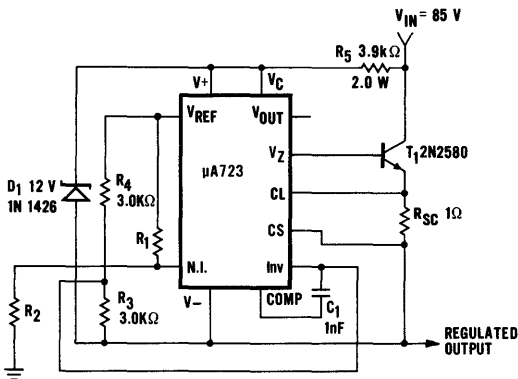 VIN = 85 V
R5 3.9kΩ
2.0 W
V+
VC
VREF
VOUT
VZ
T1 2N2580
μA723
D1 12 V
1N 1426
R4
3.0KΩ
CL
RSC 1Ω
R1
CS
N.I.
Inv
R2
R3
3.0KΩ
V−
COMP
C1
1nF
REGULATED
OUTPUT